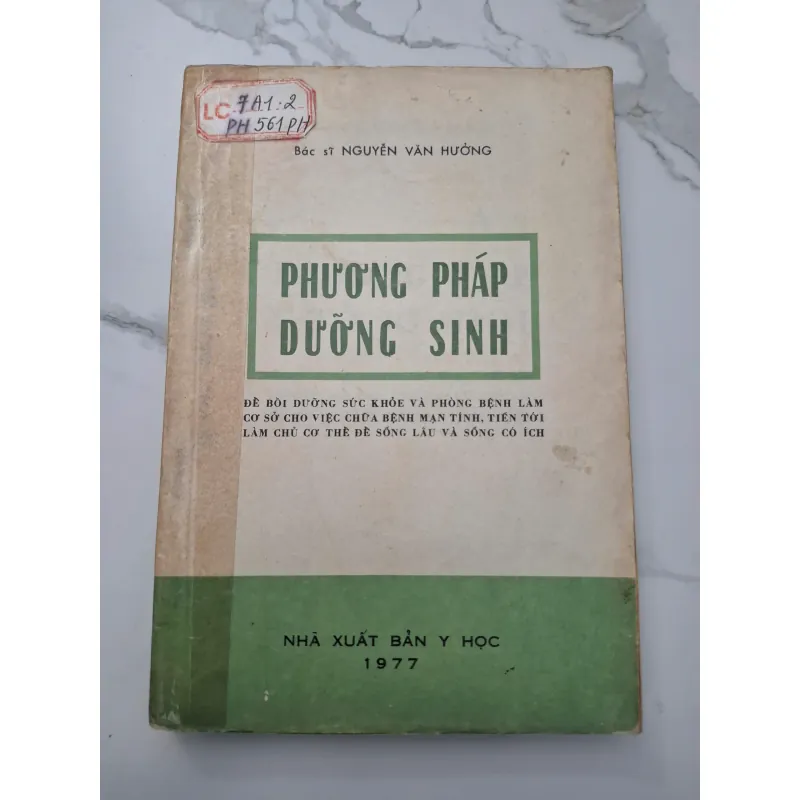 LC 7A1:2
PH 561 PH
Bác sĩ NGUYỄN VĂN HƯỞNG
PHƯƠNG PHÁP
DƯỠNG SINH
ĐỂ BỒI DƯỠNG SỨC KHỎE VÀ PHÒNG BỆNH LÀM
CƠ SỞ CHO VIỆC CHỮA BỆNH MẠN TÍNH, TIẾN TỚI
LÀM CHỦ CƠ THỂ ĐỂ SỐNG LÂU VÀ SỐNG CÓ ÍCH
NHÀ XUẤT BẢN Y HỌC
1977